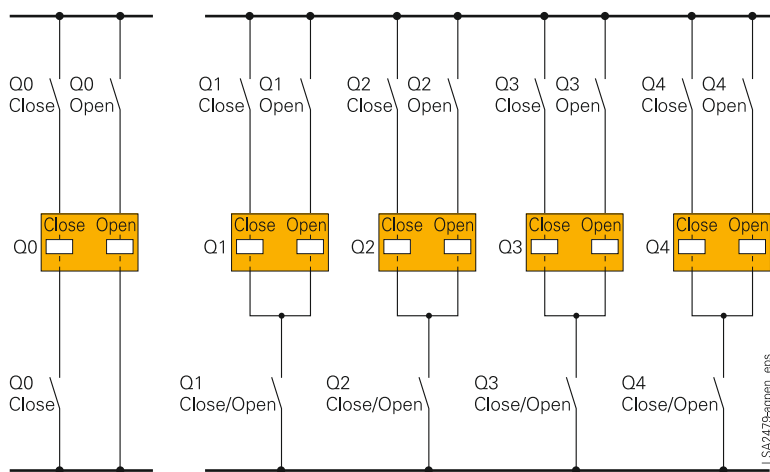 Q0 Close
Q0 Open
Q1 Close
Q1 Open
Q2 Close
Q2 Open
Q3 Close
Q3 Open
Q4 Close
Q4 Open
Q0 Close Open
Q1 Close Open
Q2 Close Open
Q3 Close Open
Q4 Close Open
Q0
Close
Q1
Close/Open
Q2
Close/Open
Q3
Close/Open
Q4
Close/Open